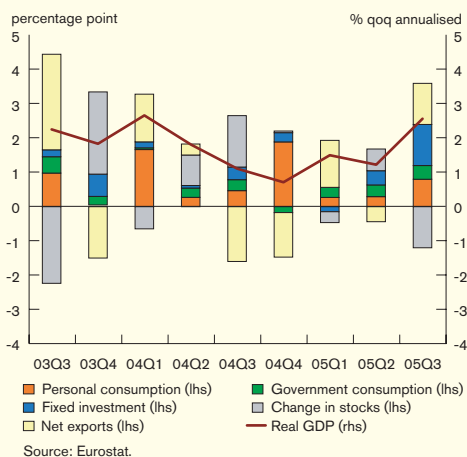 percentage point % qoq annualised
5 5
4 4
3 3
2 2
1 1
0 0
-1 -1
-2 -2
-3 -3
-4 -4
03Q3 03Q4 04Q1 04Q2 04Q3 04Q4 05Q1 05Q2 05Q3
Personal consumption (lhs) Government consumption (lhs)
Fixed investment (lhs) Change in stocks (lhs)
Net exports (lhs) Real GDP (rhs)
Source: Eurostat.